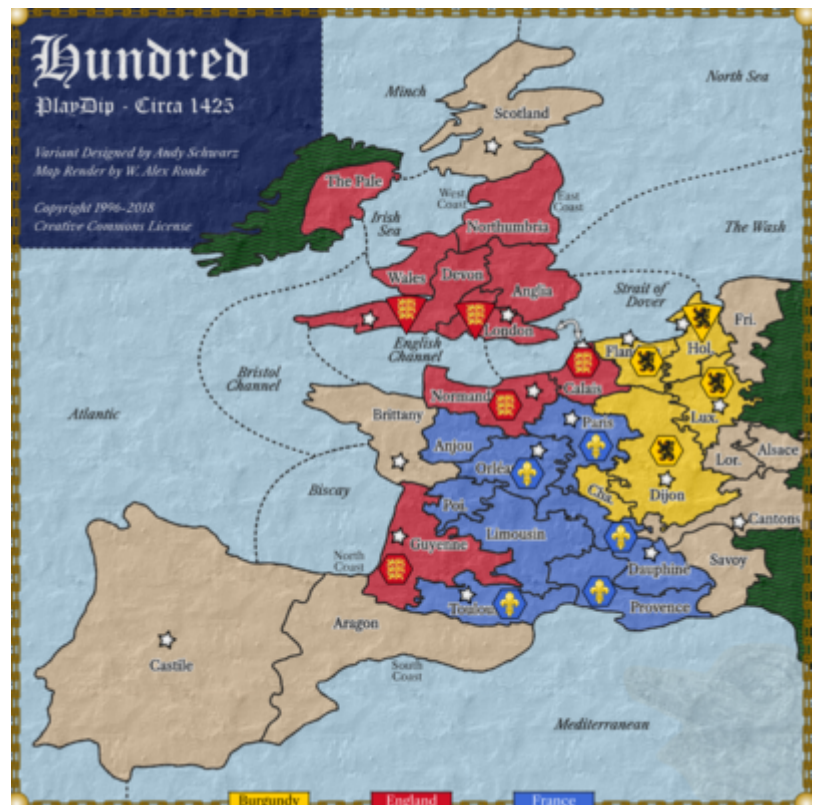 Hundred
PlayDip - Circa 1425
Variant Designed by Andy Schwarz
Map Render by W. Alex Ronke
Copyright 1996-2018
Creative Commons License
Minch
North Sea
Scotland
The Pale
West
Coast
East
Coast
Irish
Sea
Northumbria
The Wash
Wales
Devon
Anglia
Strait of
Dover
London
English
Channel
Flan
Hol.
Fri.
Bristol
Channel
Normand
Calais
Atlantic
Brittany
Paris
Lux.
Anjou
Orlea
Lor.
Alsace
Dijon
Cha.
Biscay
Poi.
Cantons
Limousin
Guyenne
North
Coast
Dauphine
Savoy
Toulou
Provence
Aragon
Castile
South
Coast
Mediterranean
Burgundy
England
France